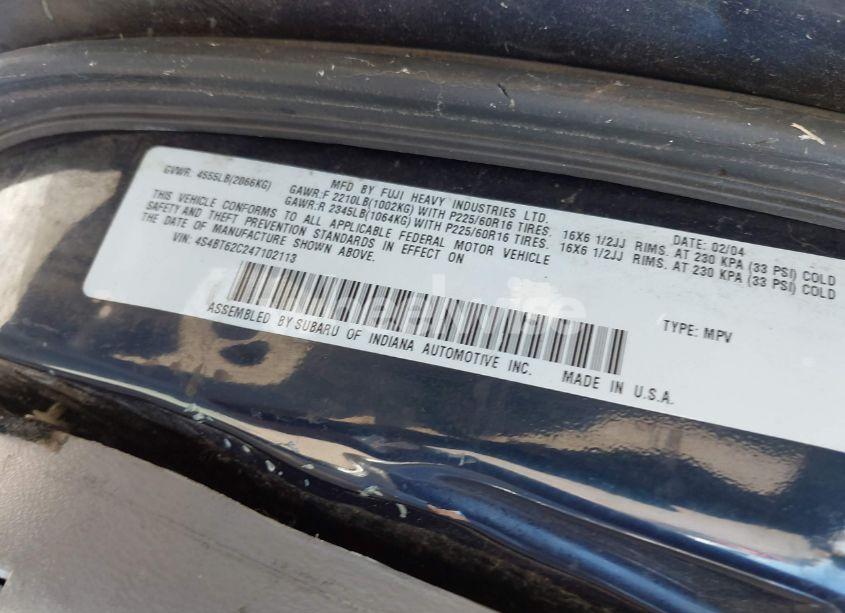 MFD BY FUJI HEAVY INDUSTRIES LTD. DATE: 02/04
GVWR: 4555LB(2066KG) GAWR:F 2210LB(1002KG) WITH P225/60R16 TIRES. 16X6 1/2JJ RIMS. AT 230 KPA (33 PSI) COLD
GAWR:R 2345LB(1064KG) WITH P225/60R16 TIRES. 16X6 1/2JJ RIMS. AT 230 KPA (33 PSI) COLD
THIS VEHICLE CONFORMS TO ALL APPLICABLE FEDERAL MOTOR VEHICLE
SAFETY AND THEFT PREVENTION STANDARDS IN EFFECT ON
THE DATE OF MANUFACTURE SHOWN ABOVE.
VIN: 4S4BT62C247102113
TYPE: MPV
ASSEMBLED BY SUBARU OF INDIANA AUTOMOTIVE INC. MADE IN U.S.A.